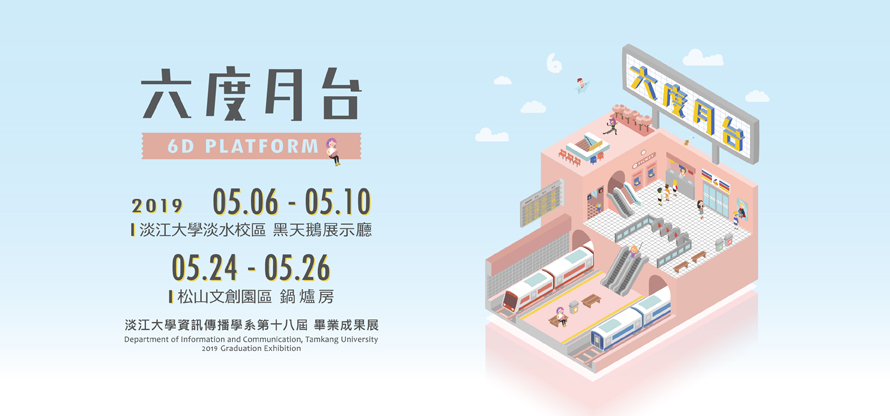 六度月台
6D PLATFORM
2019 05.06 - 05.10
淡江大學淡水校區 黑天鵝展示廳
05.24 - 05.26
松山文創園區 鍋爐房
淡江大學資訊傳播學系第十八屆 畢業成果展
Department of Information and Communication, Tamkang University
2019 Graduation Exhibition
6
六度月台